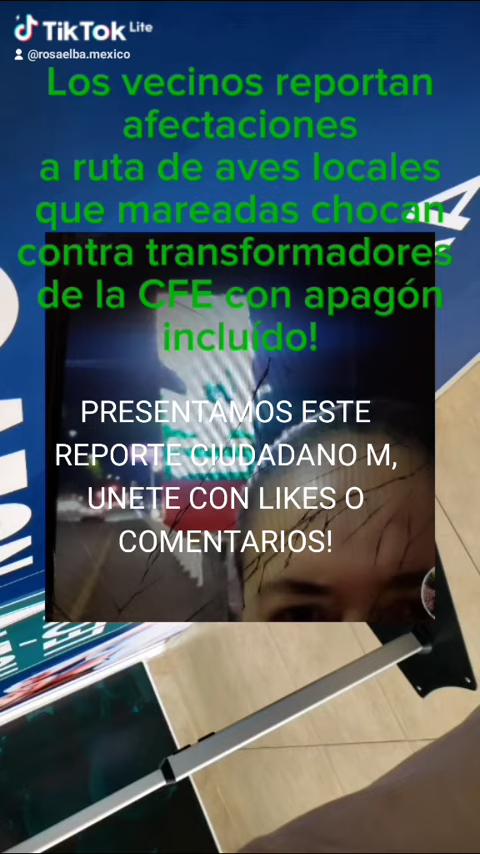 TikTok Lite
@rosaelba.mexico
Los vecinos reportan
afectaciones
a ruta de aves locales
que mareadas chocan
contra transformadores
de la CFE con apagón
incluído!
PRESENTAMOS ESTE
REPORTE CIUDADANO M,
UNETE CON LIKES O
COMENTARIOS!